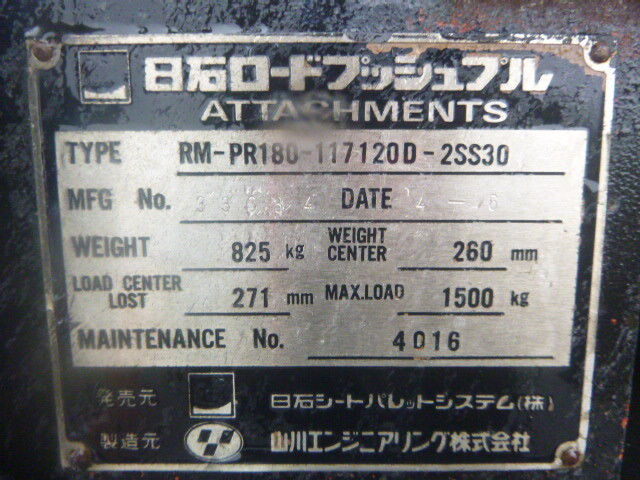 日石ロードプッシュプル
ATTACHMENTS
TYPE RM-PR180-117120D-2SS30
MFG No. DATE
WEIGHT 825 kg WEIGHT CENTER 260 mm
LOAD CENTER LOST 271 mm MAX.LOAD 1500 kg
MAINTENANCE No. 4016
発売元 日石シートパレットシステム(株)
製造元 山川エンジニアリング株式会社